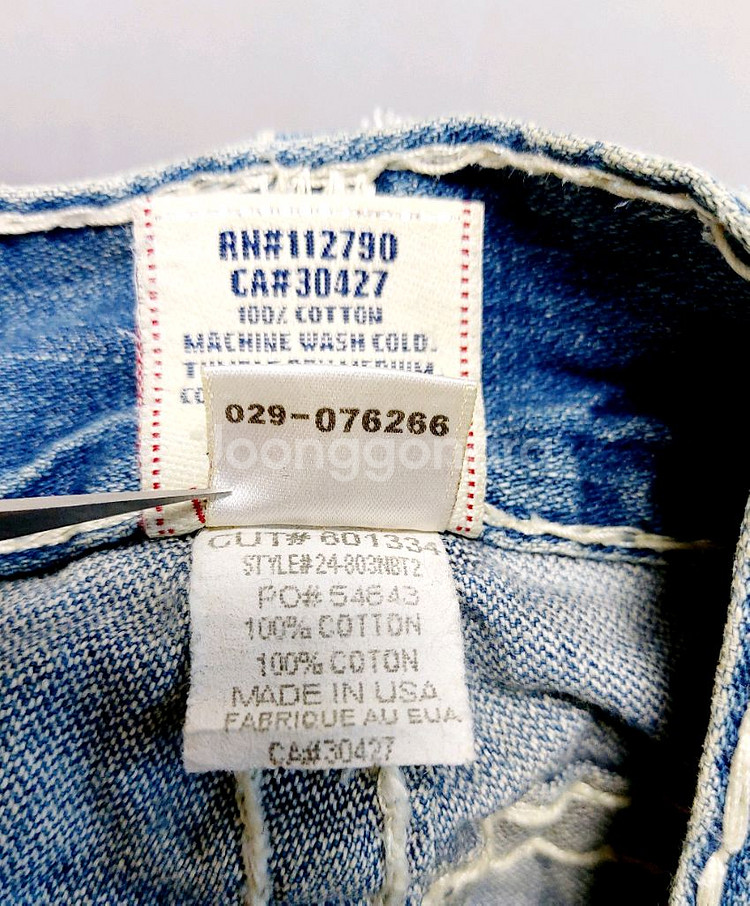 RN#112790
CA#30427
100% COTTON
MACHINE WASH COLD.
029-076266
CUT# 601334
STYLE# 24-803NBT2
PO# 54643
100% COTTON
100% COTON
MADE IN USA
FABRIQUE AU EUA
CA#30427